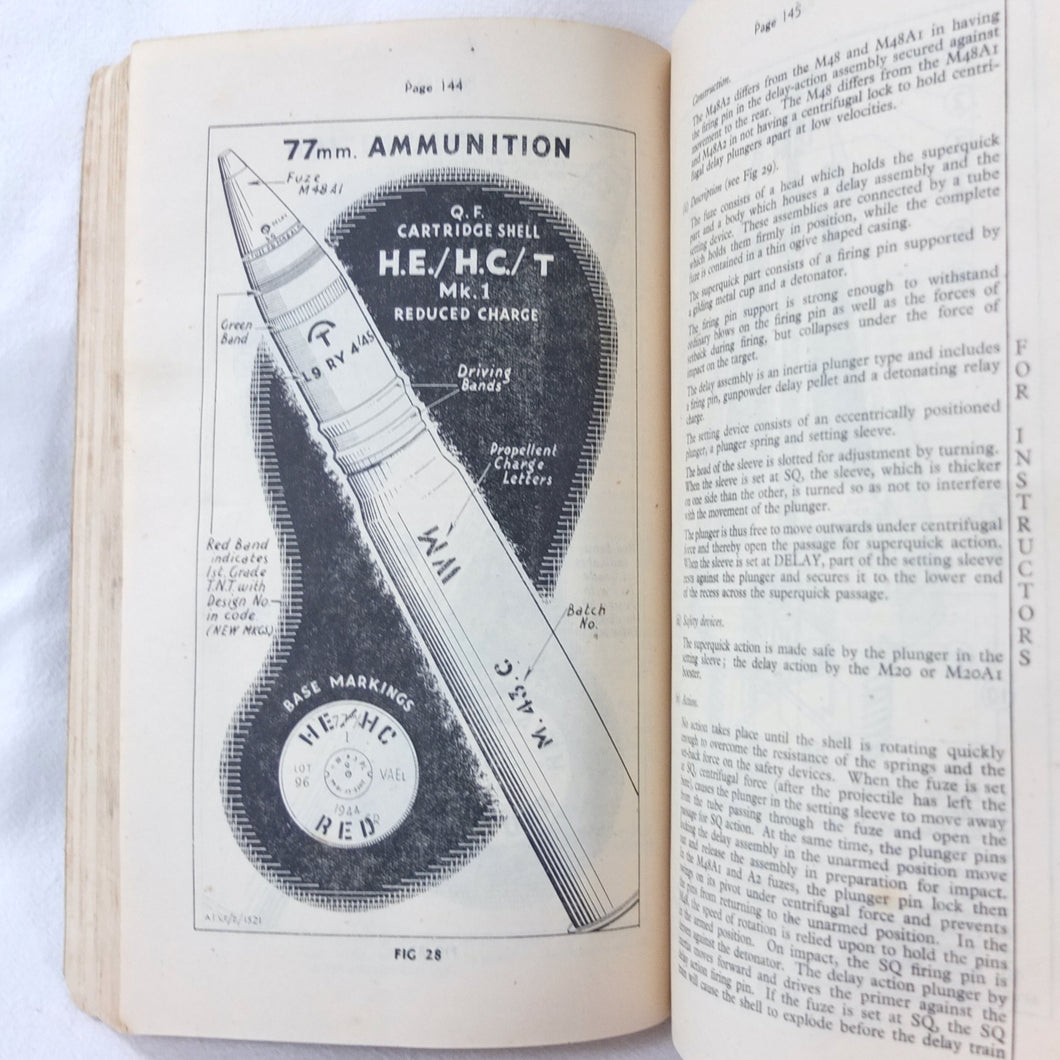 Page 144
77mm. AMMUNITION
Fuze
M48 A1
Q.F.
CARTRIDGE SHELL
H.E./H.C./T
Mk.1
REDUCED CHARGE
DELAY
T
L9 RY 4/45
Green
Band
Driving
Bands
Propellent
Charge
Letters
WM
Red Band
indicates
1st. Grade
T.N.T. with
Design No.
in code.
(NEW MKGS)
Batch
No.
M.43.C
BASE MARKINGS
HE/HC
1
LOT
96
VAEL
1944
RED
FIG 28
Page 145
Construction.
The M48A2 differs from the M48 and M48A1 in having
the firing pin in the delay-action assembly secured against
movement to the rear. The M48 differs from the M48A1
and M48A2 in not having a centrifugal lock to hold centri-
fugal delay plungers apart at low velocities.
Description (see Fig 29).
The fuze consists of a head which holds the superquick
part and a body which houses a delay assembly and the
setting device. These assemblies are connected by a tube
which holds them firmly in position, while the complete
fuze is contained in a thin ogive shaped casing.
The superquick part consists of a firing pin supported by
a gilding metal cup and a detonator.
The firing pin support is strong enough to withstand
ordinary blows on the firing pin as well as the forces of
setback during firing, but collapses under the force of
impact on the target.
The delay assembly is an inertia plunger type and includes
a firing pin, gunpowder delay pellet and a detonating relay
charge.
The setting device consists of an eccentrically positioned
plunger, a plunger spring and setting sleeve.
The head of the sleeve is slotted for adjustment by turning.
When the sleeve is set at SQ, the sleeve, which is thicker
on one side than the other, is turned so as not to interfere
with the movement of the plunger.
The plunger is thus free to move outwards under centrifugal
force and thereby open the passage for superquick action.
When the sleeve is set at DELAY, part of the setting sleeve
rests against the plunger and secures it to the lower end
of the recess across the superquick passage.
Safety devices.
The superquick action is made safe by the plunger in the
setting sleeve; the delay action by the M20 or M20A1
booster.
Action.
No action takes place until the shell is rotating quickly
enough to overcome the resistance of the springs and the
set-back force on the safety devices. When the fuze is set
at SQ, centrifugal force (after the projectile has left the
bore), causes the plunger in the setting sleeve to move away
from the tube passing through the fuze and open the
passage for SQ action. At the same time, the plunger pins
locking the delay assembly in the unarmed position move
out and release the assembly in preparation for impact.
In the M48A1 and A2 fuzes, the plunger pin lock then
swings on its pivot under centrifugal force and prevents
the pins from returning to the unarmed position. In the
M48, the speed of rotation is relied upon to hold the pins
in the armed position. On impact, the SQ firing pin is
driven against the detonator. The delay action plunger by
inertia moves forward and drives the primer against the
delay action firing pin. If the fuze is set at SQ, the SQ
train will cause the shell to explode before the delay train
FOR INSTRUCTORS